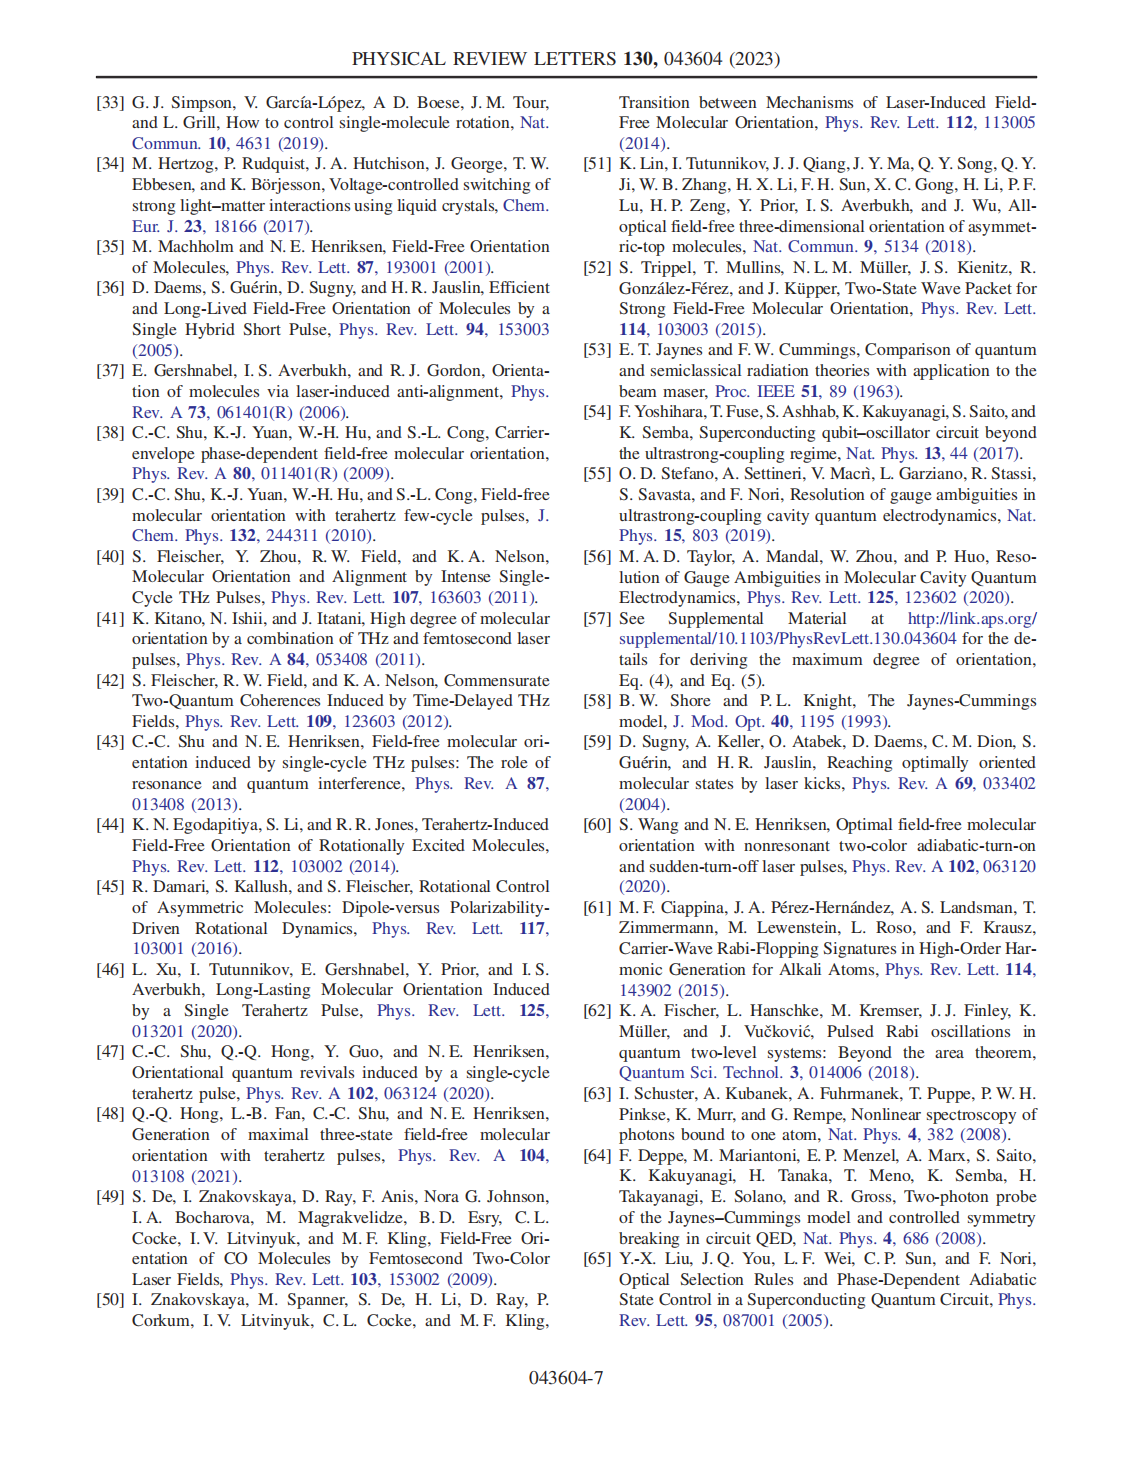 PHYSICAL REVIEW LETTERS 130, 043604 (2023)
[33] G. J. Simpson, V. García-López, A D. Boese, J. M. Tour,
and L. Grill, How to control single-molecule rotation, Nat.
Commun. 10, 4631 (2019).
[34] M. Hertzog, P. Rudquist, J. A. Hutchison, J. George, T. W.
Ebbesen, and K. Börjesson, Voltage-controlled switching of
strong light–matter interactions using liquid crystals, Chem.
Eur. J. 23, 18166 (2017).
[35] M. Machholm and N. E. Henriksen, Field-Free Orientation
of Molecules, Phys. Rev. Lett. 87, 193001 (2001).
[36] D. Daems, S. Guérin, D. Sugny, and H. R. Jauslin, Efficient
and Long-Lived Field-Free Orientation of Molecules by a
Single Hybrid Short Pulse, Phys. Rev. Lett. 94, 153003
(2005).
[37] E. Gershnabel, I. S. Averbukh, and R. J. Gordon, Orienta-
tion of molecules via laser-induced anti-alignment, Phys.
Rev. A 73, 061401(R) (2006).
[38] C.-C. Shu, K.-J. Yuan, W.-H. Hu, and S.-L. Cong, Carrier-
envelope phase-dependent field-free molecular orientation,
Phys. Rev. A 80, 011401(R) (2009).
[39] C.-C. Shu, K.-J. Yuan, W.-H. Hu, and S.-L. Cong, Field-free
molecular orientation with terahertz few-cycle pulses, J.
Chem. Phys. 132, 244311 (2010).
[40] S. Fleischer, Y. Zhou, R. W. Field, and K. A. Nelson,
Molecular Orientation and Alignment by Intense Single-
Cycle THz Pulses, Phys. Rev. Lett. 107, 163603 (2011).
[41] K. Kitano, N. Ishii, and J. Itatani, High degree of molecular
orientation by a combination of THz and femtosecond laser
pulses, Phys. Rev. A 84, 053408 (2011).
[42] S. Fleischer, R. W. Field, and K. A. Nelson, Commensurate
Two-Quantum Coherences Induced by Time-Delayed THz
Fields, Phys. Rev. Lett. 109, 123603 (2012).
[43] C.-C. Shu and N. E. Henriksen, Field-free molecular ori-
entation induced by single-cycle THz pulses: The role of
resonance and quantum interference, Phys. Rev. A 87,
013408 (2013).
[44] K. N. Egodapitiya, S. Li, and R. R. Jones, Terahertz-Induced
Field-Free Orientation of Rotationally Excited Molecules,
Phys. Rev. Lett. 112, 103002 (2014).
[45] R. Damari, S. Kallush, and S. Fleischer, Rotational Control
of Asymmetric Molecules: Dipole-versus Polarizability-
Driven Rotational Dynamics, Phys. Rev. Lett. 117,
103001 (2016).
[46] L. Xu, I. Tutunnikov, E. Gershnabel, Y. Prior, and I. S.
Averbukh, Long-Lasting Molecular Orientation Induced
by a Single Terahertz Pulse, Phys. Rev. Lett. 125,
013201 (2020).
[47] C.-C. Shu, Q.-Q. Hong, Y. Guo, and N. E. Henriksen,
Orientational quantum revivals induced by a single-cycle
terahertz pulse, Phys. Rev. A 102, 063124 (2020).
[48] Q.-Q. Hong, L.-B. Fan, C.-C. Shu, and N. E. Henriksen,
Generation of maximal three-state field-free molecular
orientation with terahertz pulses, Phys. Rev. A 104,
013108 (2021).
[49] S. De, I. Znakovskaya, D. Ray, F. Anis, Nora G. Johnson,
I. A. Bocharova, M. Magrakvelidze, B. D. Esry, C. L.
Cocke, I. V. Litvinyuk, and M. F. Kling, Field-Free Ori-
entation of CO Molecules by Femtosecond Two-Color
Laser Fields, Phys. Rev. Lett. 103, 153002 (2009).
[50] I. Znakovskaya, M. Spanner, S. De, H. Li, D. Ray, P.
Corkum, I. V. Litvinyuk, C. L. Cocke, and M. F. Kling,
Transition between Mechanisms of Laser-Induced Field-
Free Molecular Orientation, Phys. Rev. Lett. 112, 113005
(2014).
[51] K. Lin, I. Tutunnikov, J. J. Qiang, J. Y. Ma, Q. Y. Song, Q. Y.
Ji, W. B. Zhang, H. X. Li, F. H. Sun, X. C. Gong, H. Li, P. F.
Lu, H. P. Zeng, Y. Prior, I. S. Averbukh, and J. Wu, All-
optical field-free three-dimensional orientation of asymmet-
ric-top molecules, Nat. Commun. 9, 5134 (2018).
[52] S. Trippel, T. Mullins, N. L. M. Müller, J. S. Kienitz, R.
González-Férez, and J. Küpper, Two-State Wave Packet for
Strong Field-Free Molecular Orientation, Phys. Rev. Lett.
114, 103003 (2015).
[53] E. T. Jaynes and F. W. Cummings, Comparison of quantum
and semiclassical radiation theories with application to the
beam maser, Proc. IEEE 51, 89 (1963).
[54] F. Yoshihara, T. Fuse, S. Ashhab, K. Kakuyanagi, S. Saito, and
K. Semba, Superconducting qubit–oscillator circuit beyond
the ultrastrong-coupling regime, Nat. Phys. 13, 44 (2017).
[55] O. D. Stefano, A. Settineri, V. Macrì, L. Garziano, R. Stassi,
S. Savasta, and F. Nori, Resolution of gauge ambiguities in
ultrastrong-coupling cavity quantum electrodynamics, Nat.
Phys. 15, 803 (2019).
[56] M. A. D. Taylor, A. Mandal, W. Zhou, and P. Huo, Reso-
lution of Gauge Ambiguities in Molecular Cavity Quantum
Electrodynamics, Phys. Rev. Lett. 125, 123602 (2020).
[57] See Supplemental Material at http://link.aps.org/
supplemental/10.1103/PhysRevLett.130.043604 for the de-
tails for deriving the maximum degree of orientation,
Eq. (4), and Eq. (5).
[58] B. W. Shore and P. L. Knight, The Jaynes-Cummings
model, J. Mod. Opt. 40, 1195 (1993).
[59] D. Sugny, A. Keller, O. Atabek, D. Daems, C. M. Dion, S.
Guérin, and H. R. Jauslin, Reaching optimally oriented
molecular states by laser kicks, Phys. Rev. A 69, 033402
(2004).
[60] S. Wang and N. E. Henriksen, Optimal field-free molecular
orientation with nonresonant two-color adiabatic-turn-on
and sudden-turn-off laser pulses, Phys. Rev. A 102, 063120
(2020).
[61] M. F. Ciappina, J. A. Pérez-Hernández, A. S. Landsman, T.
Zimmermann, M. Lewenstein, L. Roso, and F. Krausz,
Carrier-Wave Rabi-Flopping Signatures in High-Order Har-
monic Generation for Alkali Atoms, Phys. Rev. Lett. 114,
143902 (2015).
[62] K. A. Fischer, L. Hanschke, M. Kremser, J. J. Finley, K.
Müller, and J. Vučković, Pulsed Rabi oscillations in
quantum two-level systems: Beyond the area theorem,
Quantum Sci. Technol. 3, 014006 (2018).
[63] I. Schuster, A. Kubanek, A. Fuhrmanek, T. Puppe, P. W. H.
Pinkse, K. Murr, and G. Rempe, Nonlinear spectroscopy of
photons bound to one atom, Nat. Phys. 4, 382 (2008).
[64] F. Deppe, M. Mariantoni, E. P. Menzel, A. Marx, S. Saito,
K. Kakuyanagi, H. Tanaka, T. Meno, K. Semba, H.
Takayanagi, E. Solano, and R. Gross, Two-photon probe
of the Jaynes–Cummings model and controlled symmetry
breaking in circuit QED, Nat. Phys. 4, 686 (2008).
[65] Y.-X. Liu, J. Q. You, L. F. Wei, C. P. Sun, and F. Nori,
Optical Selection Rules and Phase-Dependent Adiabatic
State Control in a Superconducting Quantum Circuit, Phys.
Rev. Lett. 95, 087001 (2005).
043604-7